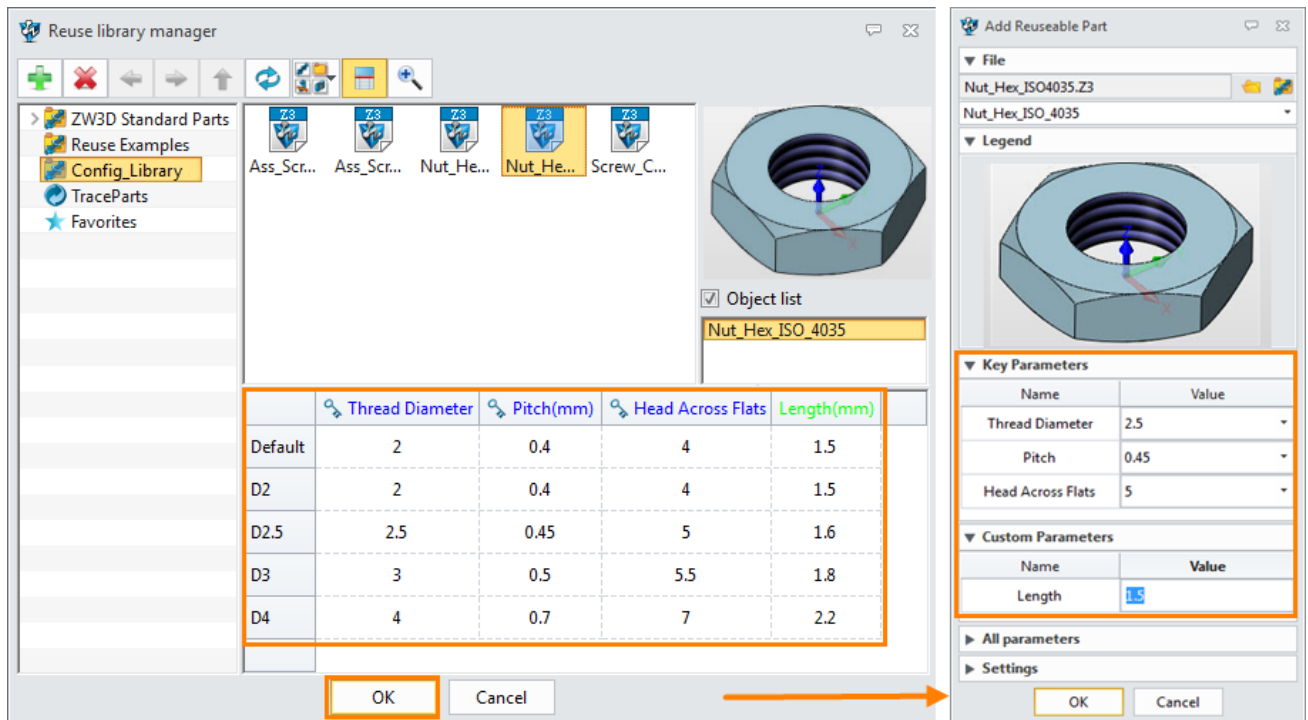 Reuse library manager
ZW3D Standard Parts
Reuse Examples
Config_Library
TraceParts
Favorites
Z3 Z3 Z3 Z3 Z3
Ass_Scr... Ass_Scr... Nut_He... Nut_He... Screw_C...
Z
X
Object list
Nut_Hex_ISO_4035
Thread Diameter Pitch(mm) Head Across Flats Length(mm)
Default 2 0.4 4 1.5
D2 2 0.4 4 1.5
D2.5 2.5 0.45 5 1.6
D3 3 0.5 5.5 1.8
D4 4 0.7 7 2.2
OK Cancel
Add Reuseable Part
File
Nut_Hex_ISO4035.Z3
Nut_Hex_ISO_4035
Legend
Z
X
Key Parameters
Name Value
Thread Diameter 2.5
Pitch 0.45
Head Across Flats 5
Custom Parameters
Name Value
Length 1.5
All parameters
Settings
OK Cancel